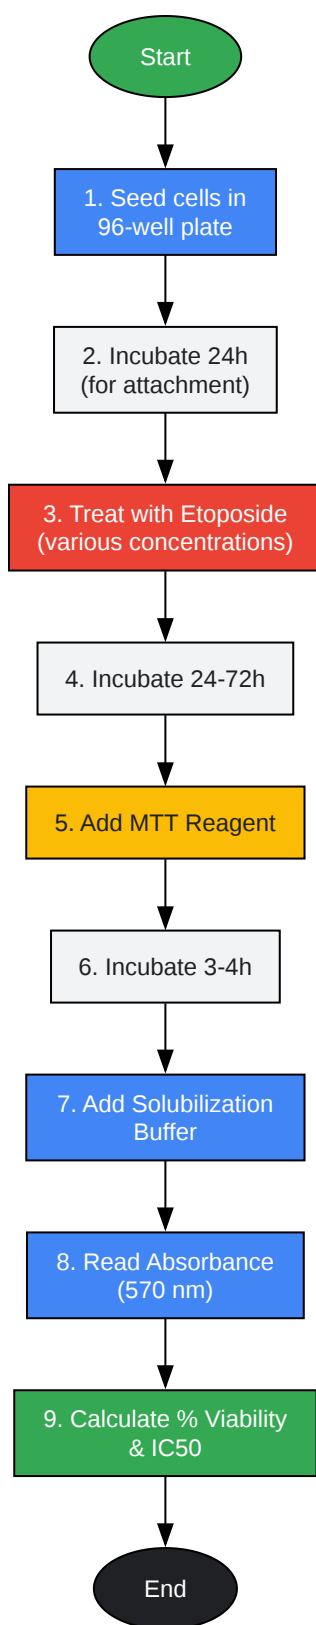 Start
1. Seed cells in
96-well plate
2. Incubate 24h
(for attachment)
3. Treat with Etoposide
(various concentrations)
4. Incubate 24-72h
5. Add MTT Reagent
6. Incubate 3-4h
7. Add Solubilization
Buffer
8. Read Absorbance
(570 nm)
9. Calculate % Viability
& IC50
End